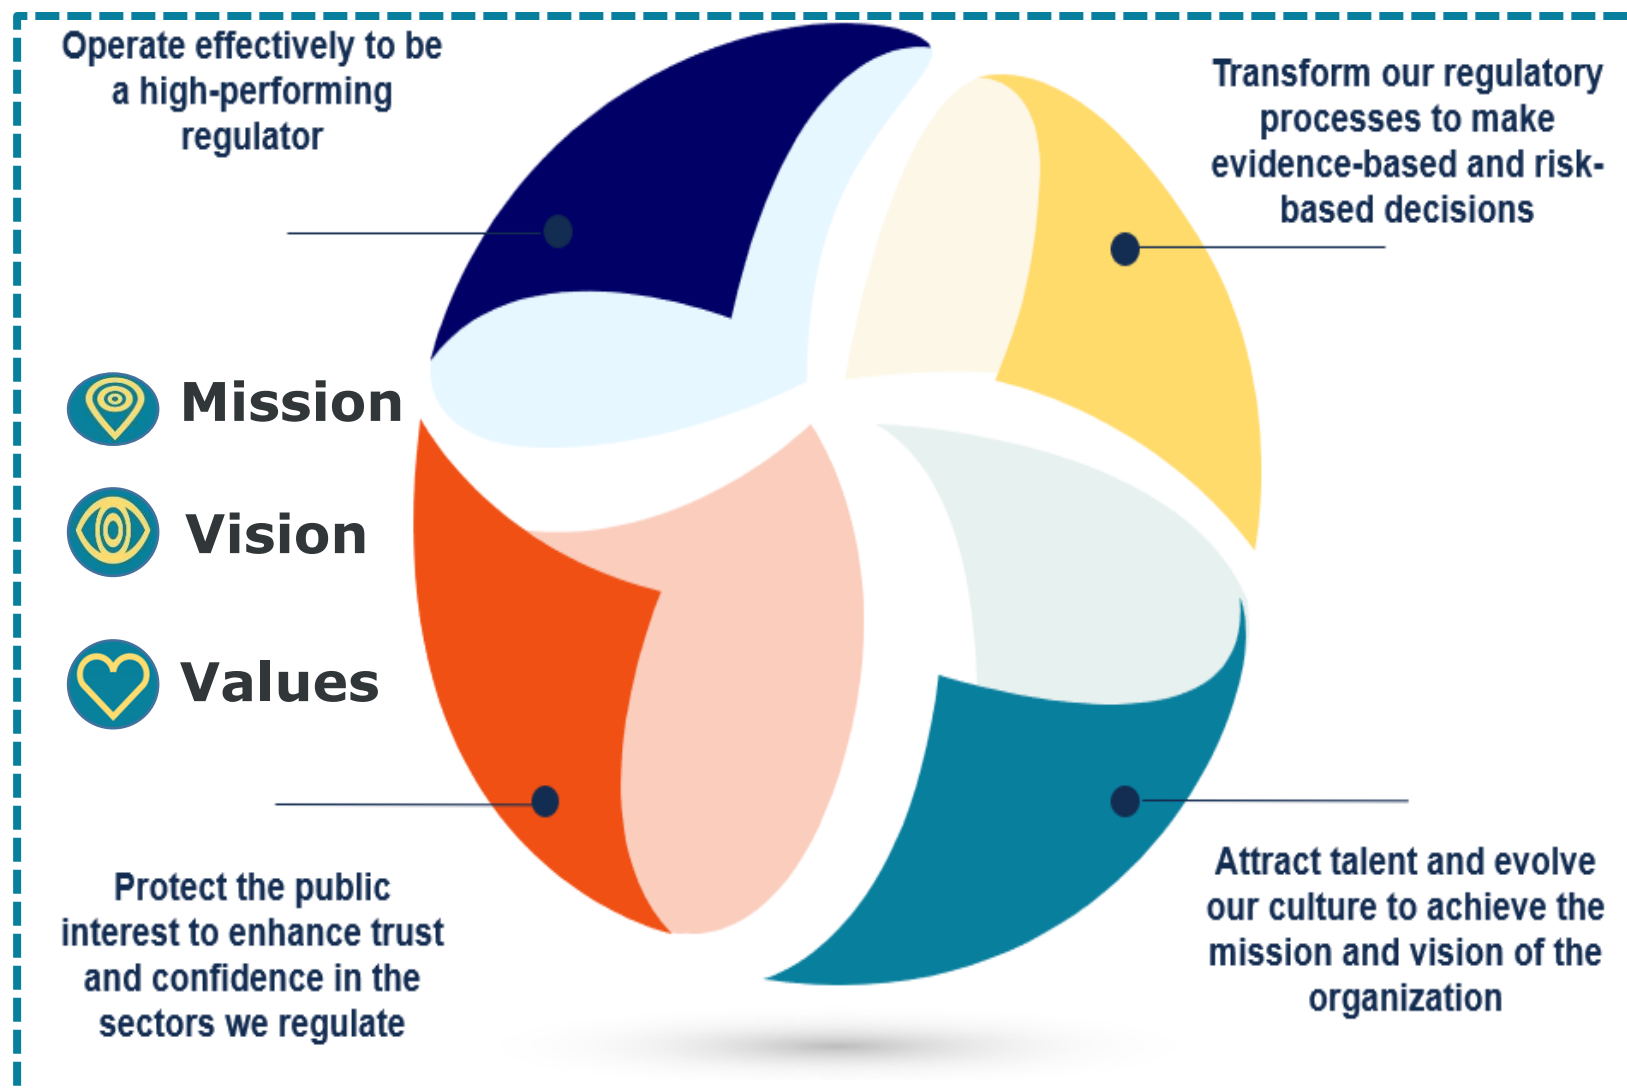 Operate effectively to be
a high-performing
regulator
Transform our regulatory
processes to make
evidence-based and risk-
based decisions
Mission
Vision
Values
Protect the public
interest to enhance trust
and confidence in the
sectors we regulate
Attract talent and evolve
our culture to achieve the
mission and vision of the
organization